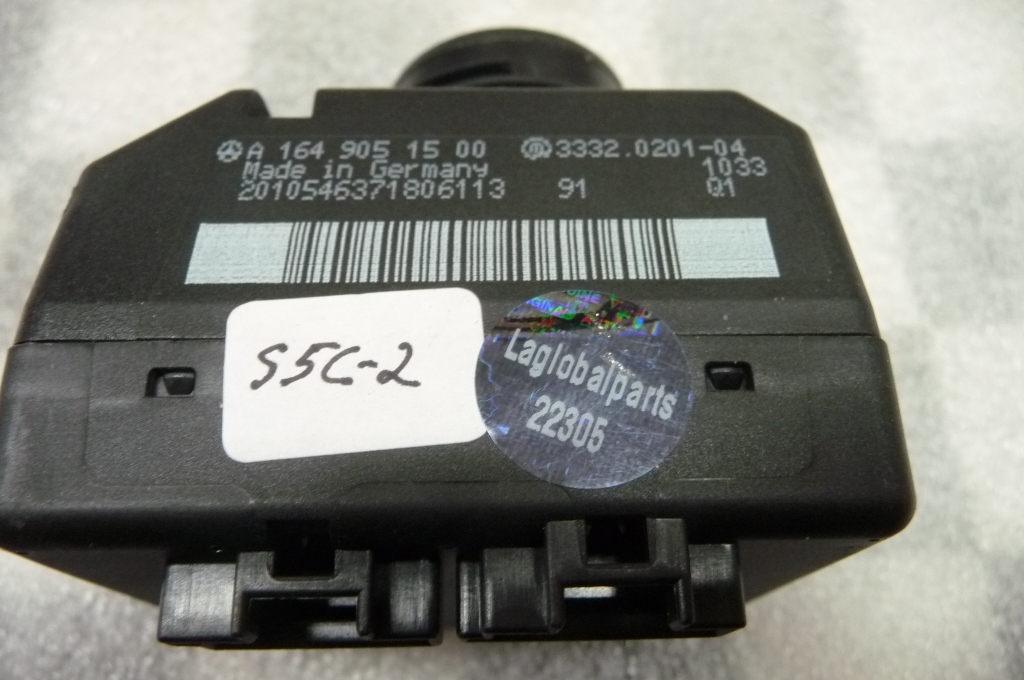 A 164 905 15 00 3332.0201-04
Made in Germany 1033
2010546371806113 91 Q1
S5C-2
Laglobalparts
22305